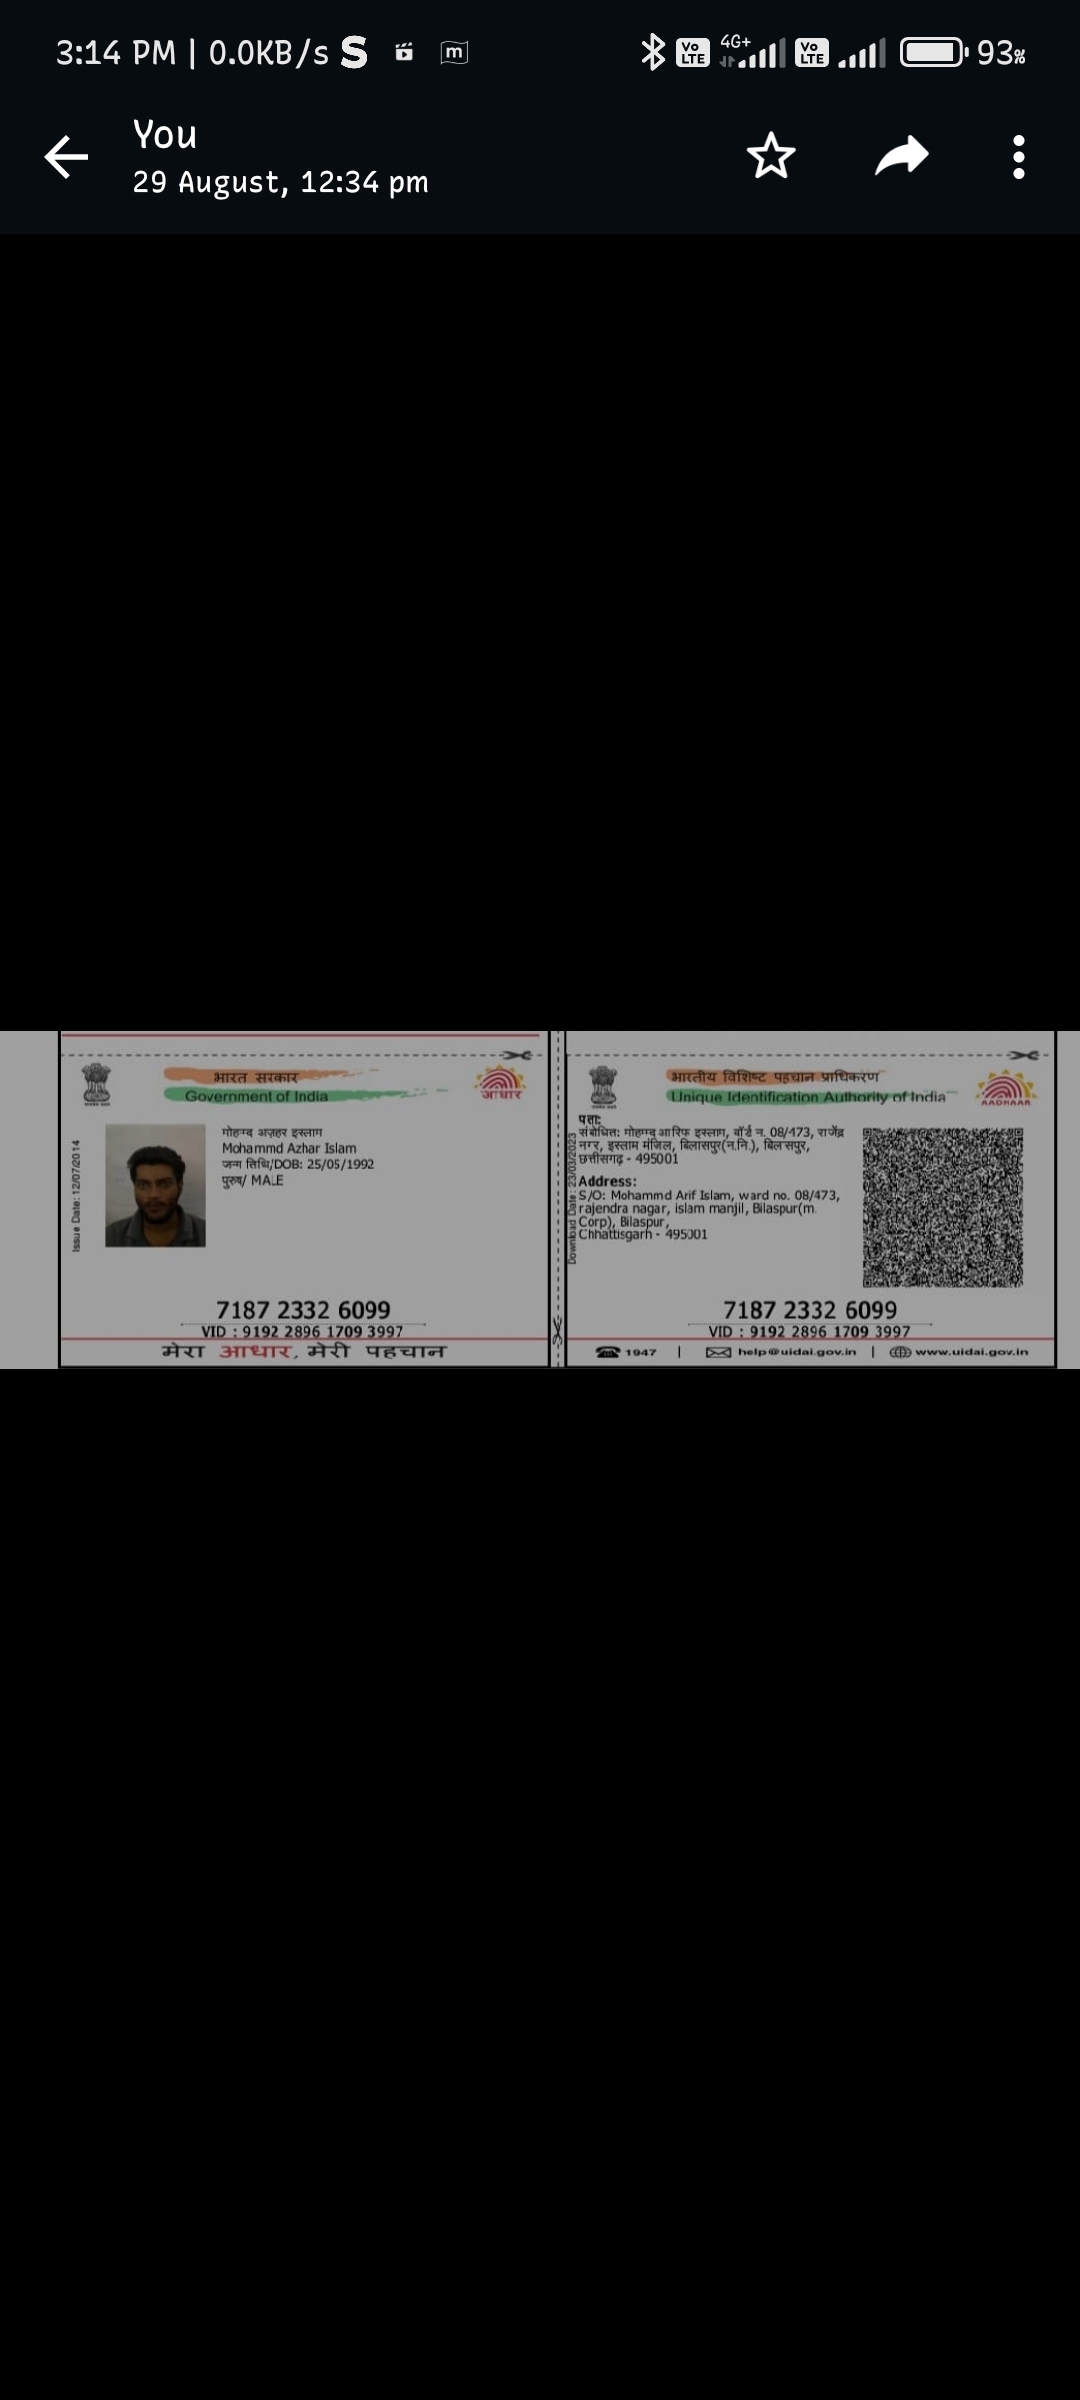 3:14 PM | 0.0KB/s S m Vo LTE 4G+ Vo LTE 93%
You
29 August, 12:34 pm
भारत सरकार
Government of India
आधार
Issue Date: 12/07/2014
मोहम्मद अज़हर इस्लाम
Mohammd Azhar Islam
जन्म तिथि/DOB: 25/05/1992
पुरुष/ MALE
7187 2332 6099
VID : 9192 2896 1709 3997
मेरा आधार, मेरी पहचान
भारतीय विशिष्ट पहचान प्राधिकरण
Unique Identification Authority of India
AADHAAR
Download Date: 23/03/2023
पता:
संबोधित: मोहम्मद आरिफ इस्लाम, वॉर्ड न. 08/473, राजेंद्र
नगर, इस्लाम मंजिल, बिलासपुर(न.नि.), बिलासपुर,
छत्तीसगढ़ - 495001
Address:
S/O: Mohammd Arif Islam, ward no. 08/473,
rajendra nagar, islam manjil, Bilaspur(m.
Corp), Bilaspur,
Chhattisgarh - 495001
7187 2332 6099
VID : 9192 2896 1709 3997
1947 | help@uidai.gov.in | www.uidai.gov.in